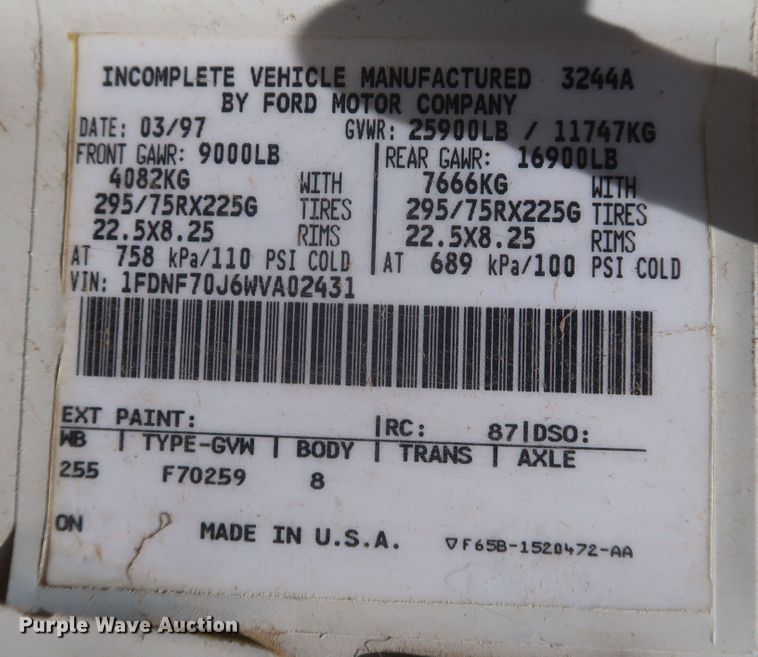 INCOMPLETE VEHICLE MANUFACTURED 3244A
BY FORD MOTOR COMPANY
DATE: 03/97 GVWR: 25900LB / 11747KG
FRONT GAWR: 9000LB REAR GAWR: 16900LB
4082KG WITH 7666KG WITH
295/75RX225G TIRES 295/75RX225G TIRES
22.5X8.25 RIMS 22.5X8.25 RIMS
AT 758 kPa/110 PSI COLD AT 689 kPa/100 PSI COLD
VIN: 1FDNF70J6WVA02431
EXT PAINT: RC: 87 DSO:
WB TYPE-GVW BODY TRANS AXLE
255 F70259 8
ON MADE IN U.S.A. F65B-1520472-AA
Purple Wave Auction